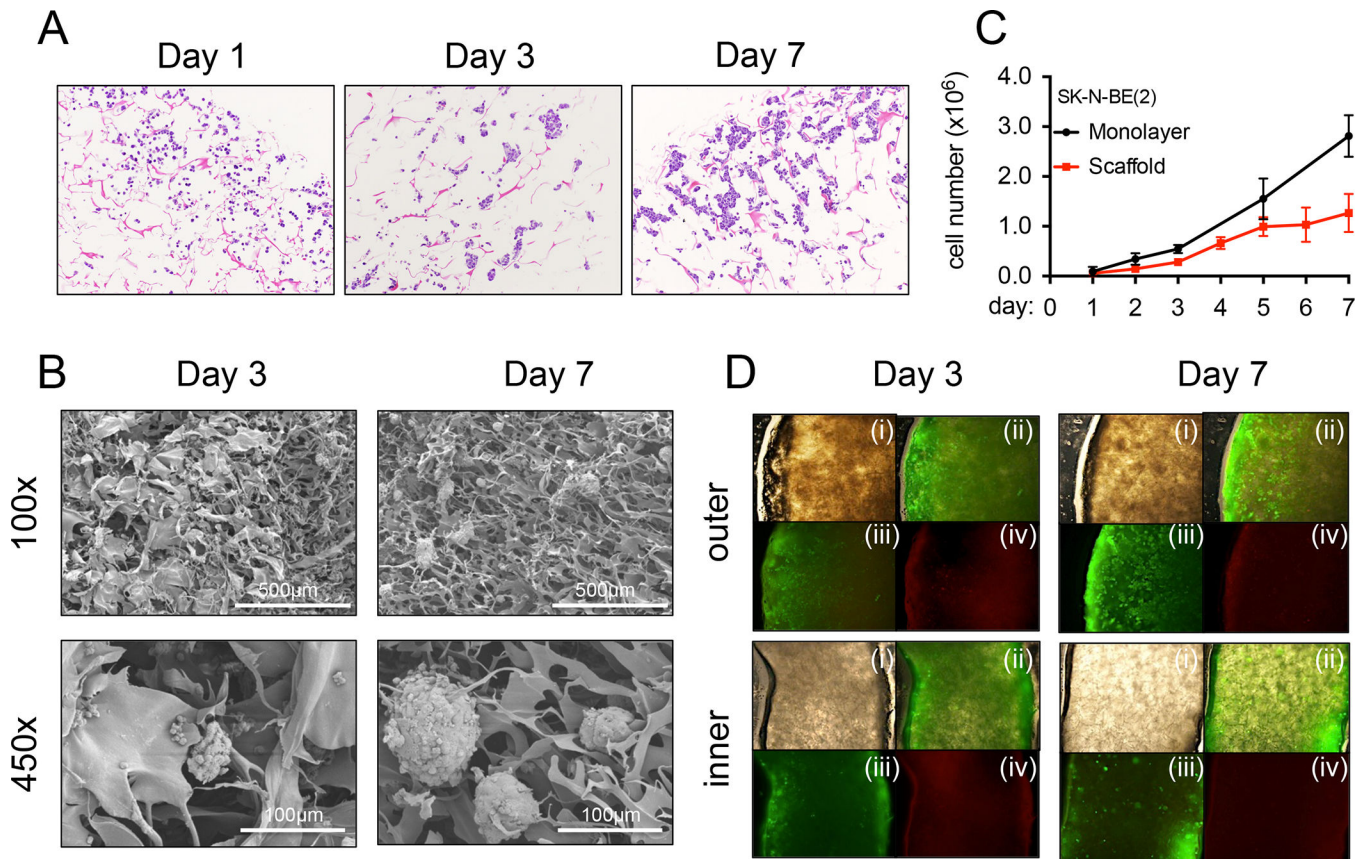 A
Day 1
Day 3
Day 7
C
cell number (x10⁶)
4.0
3.0
2.0
1.0
0.0
SK-N-BE(2)
Monolayer
Scaffold
day: 0 1 2 3 4 5 6 7
B
Day 3
Day 7
100x
500µm
500µm
450x
100µm
100µm
D
Day 3
Day 7
outer
(i)
(ii)
(i)
(ii)
(iii)
(iv)
(iii)
(iv)
inner
(i)
(ii)
(i)
(ii)
(iii)
(iv)
(iii)
(iv)